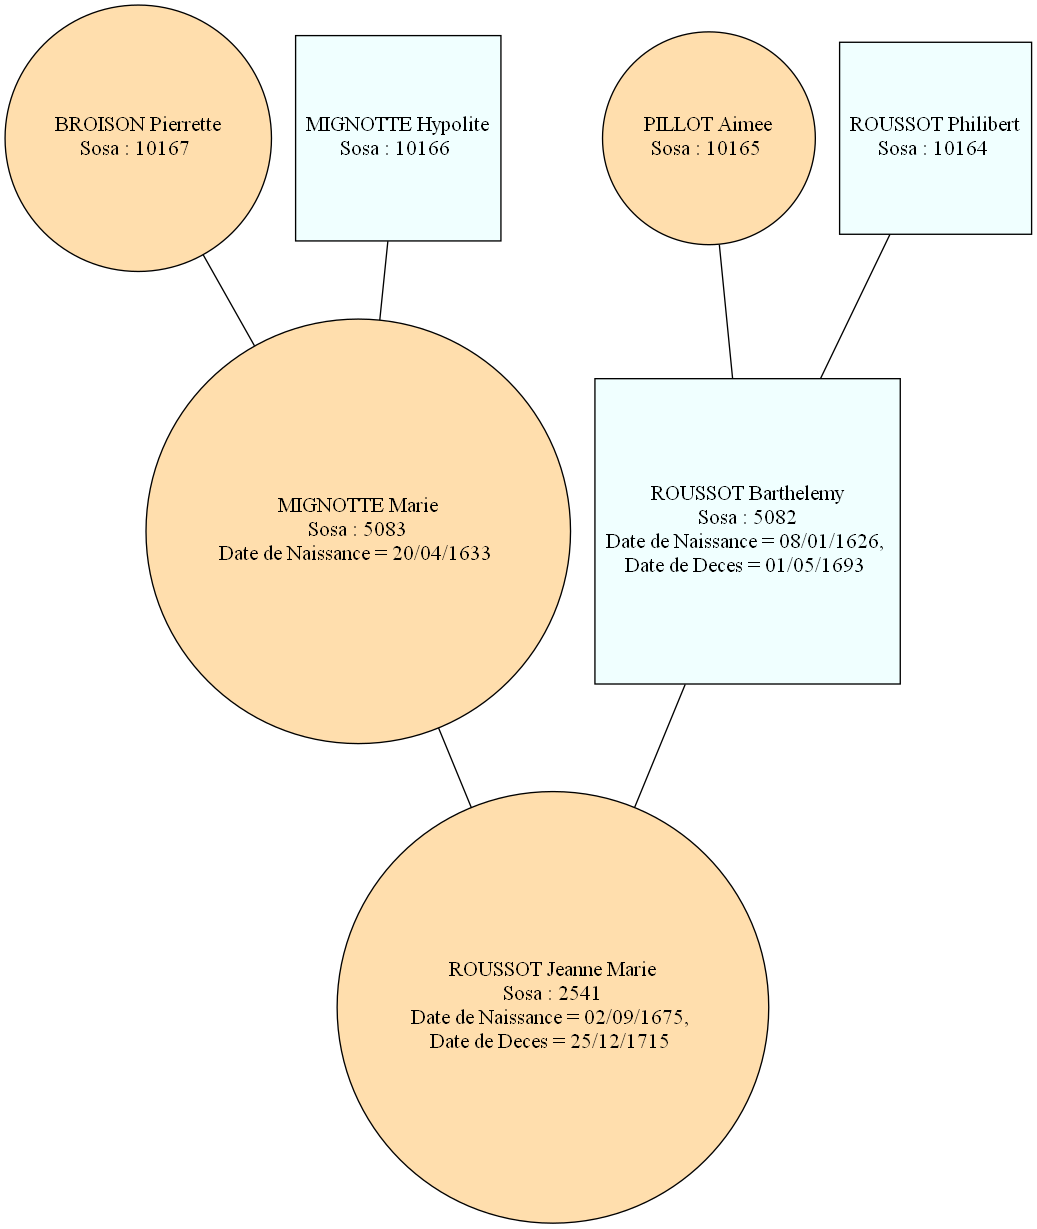 BROISON Pierrette
Sosa : 10167
MIGNOTTE Hypolite
Sosa : 10166
PILLOT Aimee
Sosa : 10165
ROUSSOT Philibert
Sosa : 10164
MIGNOTTE Marie
Sosa : 5083
Date de Naissance = 20/04/1633
ROUSSOT Barthelemy
Sosa : 5082
Date de Naissance = 08/01/1626,
Date de Deces = 01/05/1693
ROUSSOT Jeanne Marie
Sosa : 2541
Date de Naissance = 02/09/1675,
Date de Deces = 25/12/1715